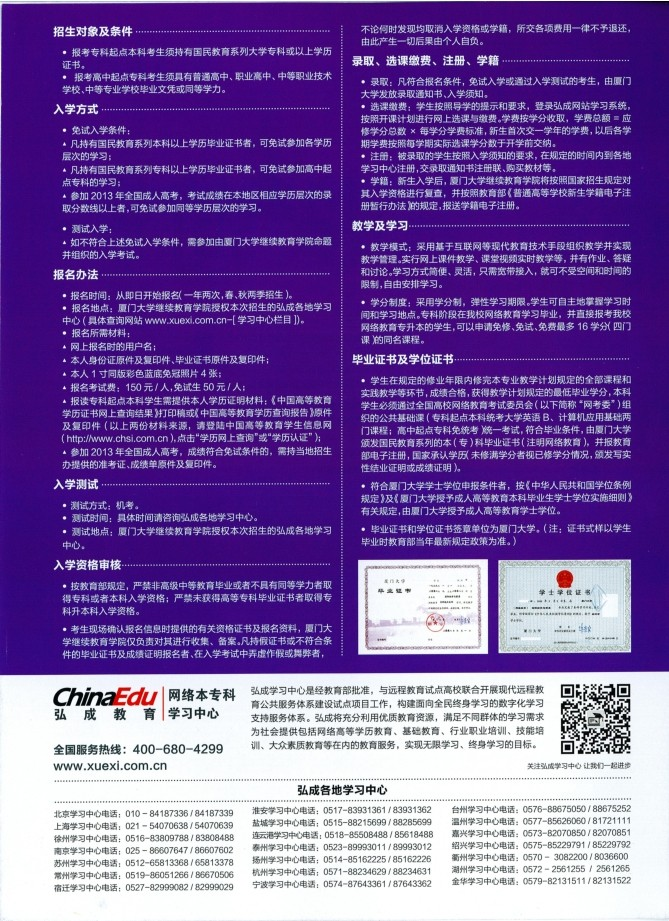 招生对象及条件
• 报考专科起点本科考生须持有国民教育系列大学专科或以上学历
证书。
• 报考高中起点专科考生须具有普通高中、职业高中、中等职业技术
学校、中等专业学校毕业文凭或同等学力。
入学方式
• 免试入学条件：
▲ 凡持有国民教育系列本科以上学历毕业证书者，可免试参加各学历
层次的学习；
▲ 凡持有国民教育系列专科以上学历毕业证书者，可免试参加高中起
点专科的学习；
▲ 参加 2013 年全国成人高考，考试成绩在本地区相应学历层次的录
取分数线以上者，可免试参加同等学历层次的学习。
• 测试入学：
▲ 如不符合上述免试入学条件，需参加由厦门大学继续教育学院命题
并组织的入学考试。
报名办法
• 报名时间：从即日开始报名（一年两次，春、秋两季招生）。
• 报名地点：厦门大学继续教育学院授权本次招生的弘成各地学习
中心（具体查询网站 www.xuexi.com.cn-[ 学习中心栏目 ]）。
• 报名所需材料：
▲ 网上报名时的用户名；
▲ 本人身份证原件及复印件、毕业证书原件及复印件；
▲ 本人 1 寸同版彩色蓝底免冠照片 4 张；
▲ 报名考试费：150 元 / 人，免试生 50 元 / 人；
▲ 报读专科起点本科学生需提供本人学历证明材料：《中国高等教育
学历证书网上查询结果》打印稿或《中国高等教育学历查询报告》原件
及复印件（以上两份材料来源，请登陆中国高等教育学生信息网
（http://www.chsi.com.cn），点击“学历网上查询”或“学历认证”）；
▲ 参加 2013 年全国成人高考，成绩符合免试条件的，需持当地招生
办提供的准考证、成绩单原件及复印件。
入学测试
• 测试方式：机考。
• 测试时间：具体时间请咨询弘成各地学习中心。
• 测试地点：厦门大学继续教育学院授权本次招生的弘成各地学习
中心。
入学资格审核
• 按教育部规定，严禁非高级中等教育毕业或者不具有同等学力者取
得专科或者本科入学资格；严禁未获得高等专科毕业证书者取得专
科升本科入学资格。
• 考生现场确认报名信息时提供的有关资格证书及报名资料，厦门大
学继续教育学院仅负责对其进行收集、备案。凡持假证书或不符合条
件的毕业证书及成绩证明报名者、在入学考试中弄虚作假或舞弊者，
不论何时发现均取消入学资格或学籍，所交各项费用一律不予退还，
由此产生一切后果由个人自负。
录取、选课缴费、注册、学籍
• 录取：凡符合报名条件，免试入学或通过入学测试的考生，由厦门
大学发放录取通知书、入学须知。
• 选课缴费：学生按照导学的提示和要求，登录弘成网站学习系统，
按照开课计划进行网上选课与缴费。学费按学分收取，学费总额 = 应
修学分总数 × 每学分学费标准，新生首次交一学年的学费，以后各学
期学费按照每学期实际选课学分数于开学前交纳。
• 注册：被录取的学生按照入学须知的要求，在规定的时间内到各地
学习中心注册，交录取通知书注册联、购买教材等。
• 学籍：新生入学后，厦门大学继续教育学院将按照国家招生规定对
其入学资格进行复查，并按照教育部《普通高等学校新生学籍电子注
册暂行办法》的规定，报送学籍电子注册。
教学及学习
• 教学模式：采用基于互联网等现代教育技术手段组织教学并实现
教学管理。实行网上课件教学、课堂视频实时教学等，并有作业、答疑
和讨论。学习方式简便、灵活，只需宽带接入，就可不受空间和时间的
限制，自由安排学习。
• 学分制度：采用学分制，弹性学习期限。学生可自主地掌握学习时
间和学习地点。专科阶段在我校网络教育学习毕业，并直接报考我校
网络教育专升本的学生，可以申请免修、免试、免费最多 16 学分（四门
课）的同名课程。
毕业证书及学位证书
• 学生在规定的修业年限内修完本专业教学计划规定的全部课程和
实践教学等环节，成绩合格，获得教学计划规定的最低毕业学分，本科
学生必须通过全国高校网络教育考试委员会（以下简称“网考委”）组
织的公共基础课（专科起点本科统考大学英语 B、计算机应用基础两
门课程；高中起点专科免统考）统一考试，符合毕业条件，由厦门大学
颁发国民教育系列的本（专）科毕业证书（注明网络教育），并报教育
部电子注册，国家承认学历（未修满学分者视已修学分情况，颁发写实
性结业证明或成绩证明）。
• 符合厦门大学学士学位申报条件者，按《中华人民共和国学位条例
规定》及《厦门大学授予成人高等教育本科毕业生学士学位实施细则》
有关规定，由厦门大学授予成人高等教育学士学位。
• 毕业证书和学位证书签章单位为厦门大学。（注：证书式样以学生
毕业时教育部当年最新规定政策为准。）
厦门大学
毕业证书
学士学位证书
ChinaEdu
弘成教育
网络本专科
学习中心
全国服务热线：400-680-4299
www.xuexi.com.cn
弘成学习中心是经教育部批准，与远程教育试点高校联合开展现代远程教
育公共服务体系建设试点项目工作，构建面向全民终身学习的数字化学习
支持服务体系。弘成将充分利用优质教育资源，满足不同群体的学习需求
为社会提供包括网络高等学历教育、基础教育、行业职业培训、技能培
训、大众素质教育等在内的教育服务，实现无限学习、终身学习的目标。
关注弘成学习中心 让我们一起进步
弘成各地学习中心
北京学习中心电话：010 - 84187336 / 84187339
上海学习中心电话：021 - 54070638 / 54070639
徐州学习中心电话：0516-83809788 / 83808488
南京学习中心电话：025 - 86607647 / 86607602
苏州学习中心电话：0512-65813368 / 65813378
常州学习中心电话：0519-86051266 / 86670506
宿迁学习中心电话：0527-82999082 / 82999029
淮安学习中心电话：0517-83931361 / 83931362
盐城学习中心电话：0515-88215699 / 88285699
连云港学习中心电话：0518-85508488 / 85618488
泰州学习中心电话：0523-89993011 / 89993012
扬州学习中心电话：0514-85162225 / 85162226
杭州学习中心电话：0571-88234629 / 88234631
宁波学习中心电话：0574-87643361 / 87643362
台州学习中心电话：0576-88675050 / 88675252
温州学习中心电话：0577-85626060 / 81721111
嘉兴学习中心电话：0573-82070850 / 82070851
绍兴学习中心电话：0575-85229791 / 85229792
衢州学习中心电话：0570 - 3082200 / 8036600
湖州学习中心电话：0572 - 2561255 / 2561265
金华学习中心电话：0579-82131511 / 82131522